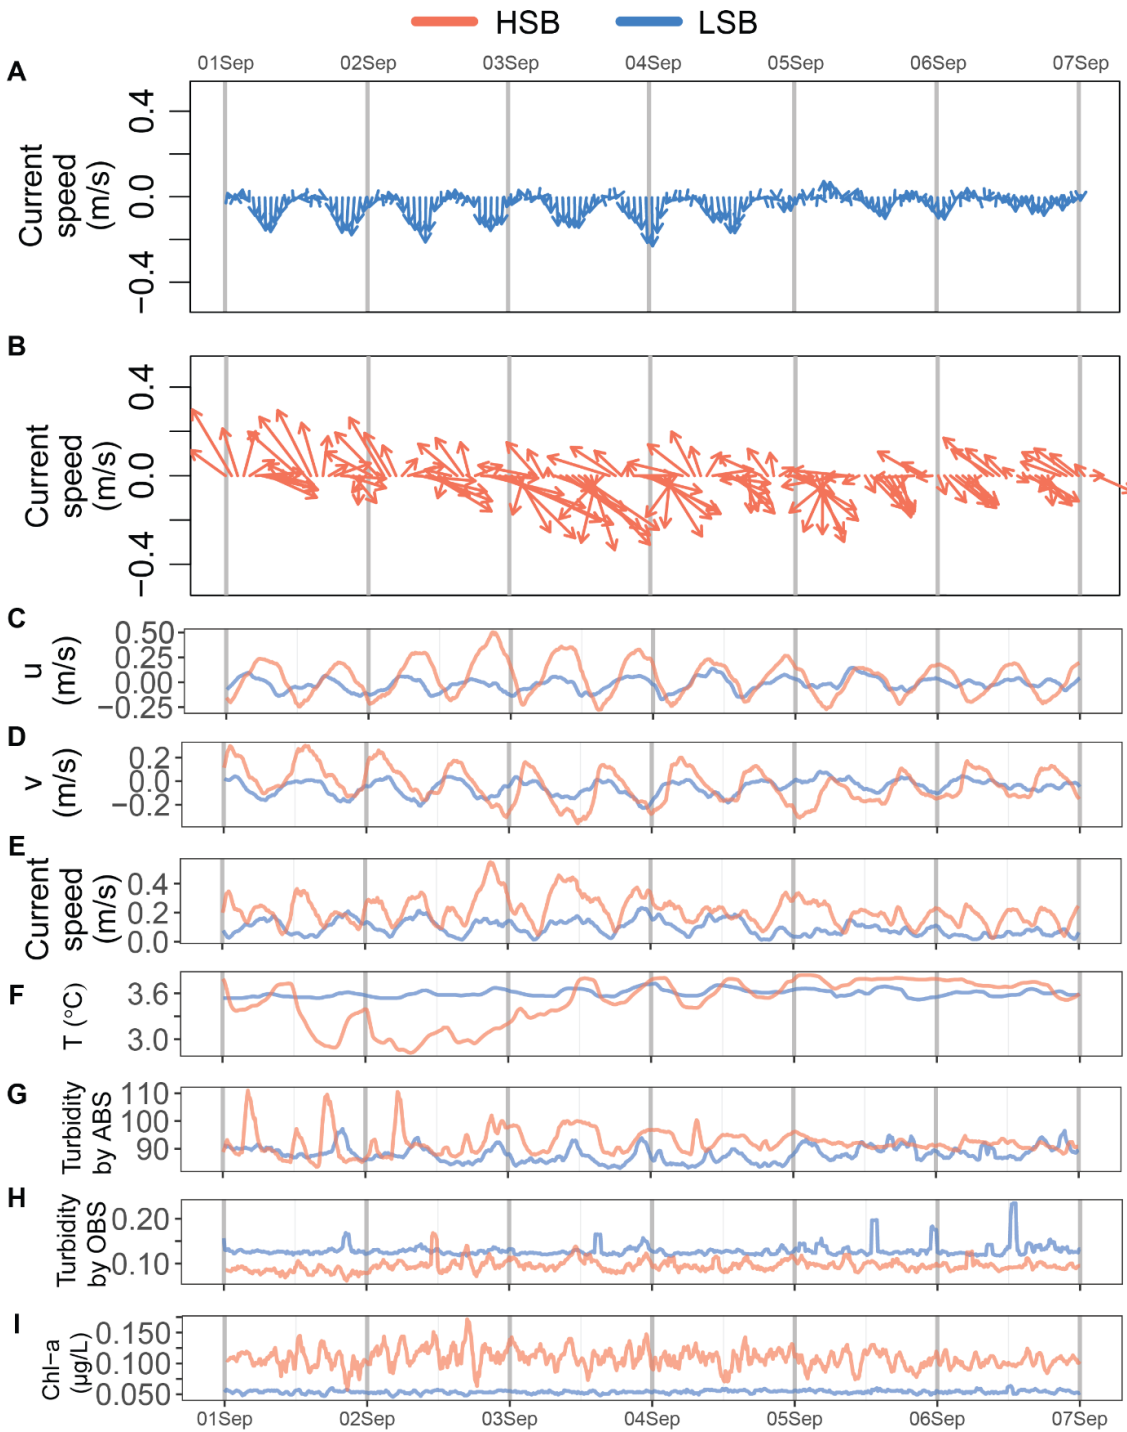 HSB LSB
01Sep 02Sep 03Sep 04Sep 05Sep 06Sep 07Sep
A
Current speed (m/s)
0.4
0.0
−0.4
B
Current speed (m/s)
0.4
0.0
−0.4
C
u (m/s)
0.50
0.25
0.00
−0.25
D
v (m/s)
0.2
0.0
−0.2
E
Current speed (m/s)
0.4
0.2
0.0
F
T (°C)
3.6
3.0
G
Turbidity by ABS
110
100
90
H
Turbidity by OBS
0.20
0.10
I
Chl−a (µg/L)
0.150
0.100
0.050
01Sep 02Sep 03Sep 04Sep 05Sep 06Sep 07Sep